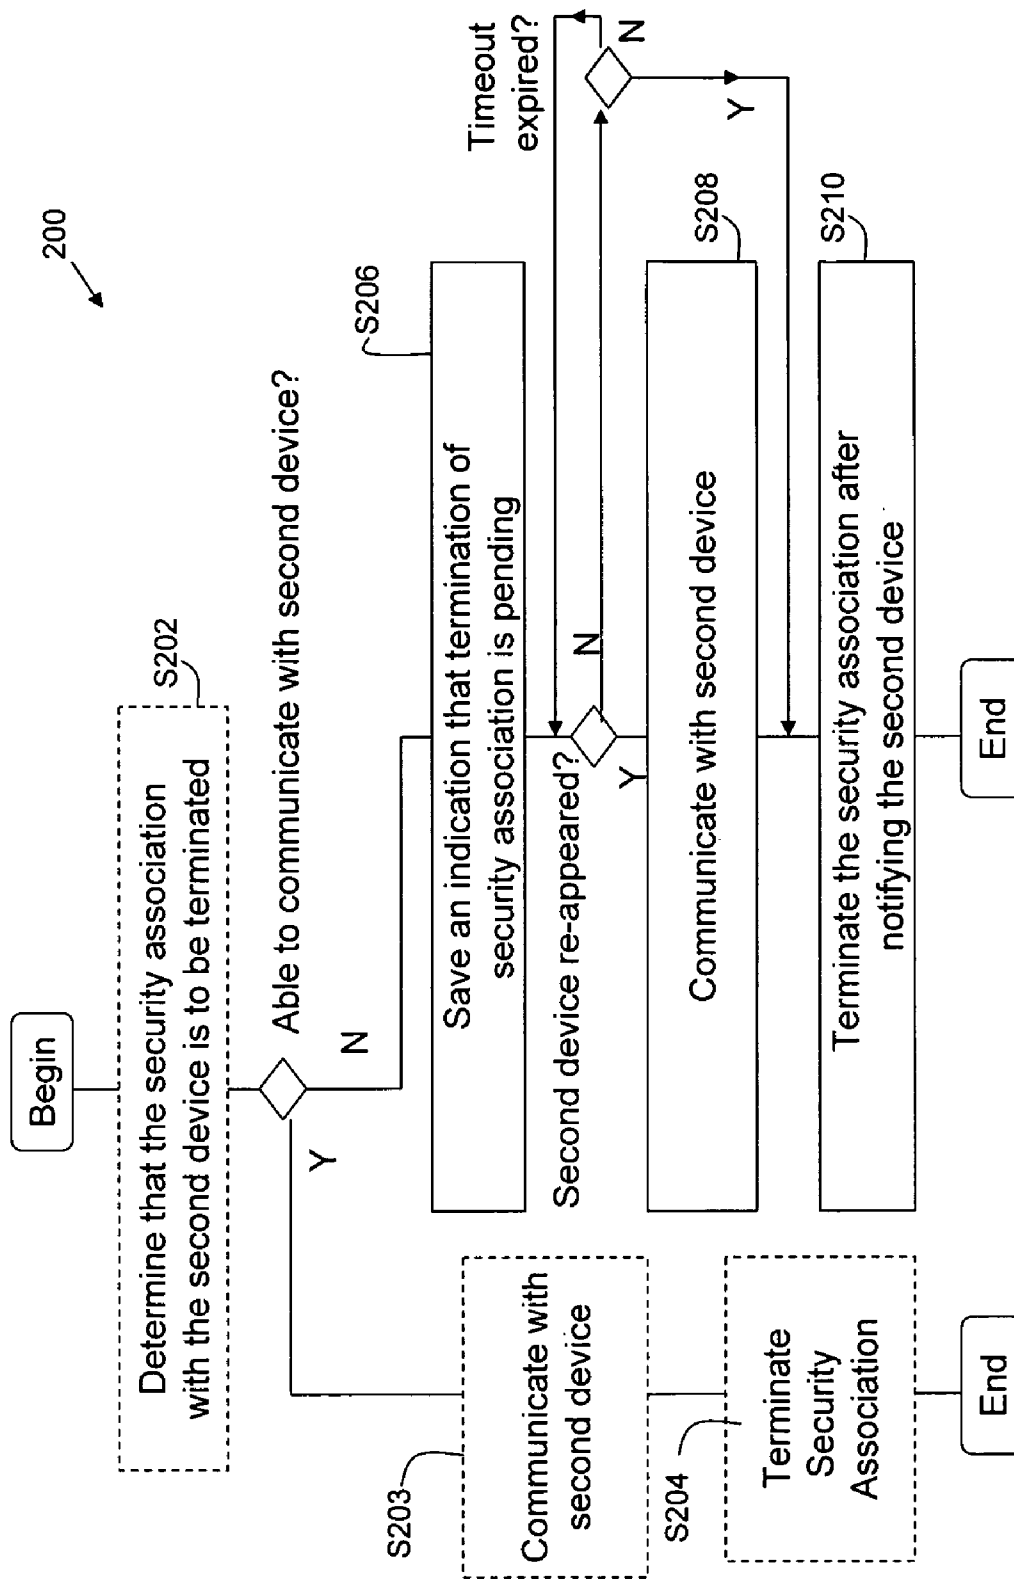 200
Begin
Determine that the security association
with the second device is to be terminated
S202
Able to communicate with second device?
Y
N
S203
Communicate with
second device
S204
Terminate
Security
Association
End
S206
Save an indication that termination of
security association is pending
Second device re-appeared?
N
Y
Timeout
expired?
N
Y
S208
Communicate with second device
S210
Terminate the security association after
notifying the second device
End